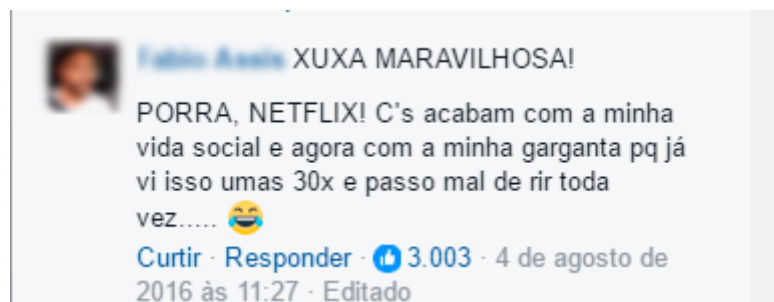 XUXA MARAVILHOSA!
PORRA, NETFLIX! C's acabam com a minha
vida social e agora com a minha garganta pq já
vi isso umas 30x e passo mal de rir toda
vez..... 😂
Curtir · Responder · 3.003 · 4 de agosto de
2016 às 11:27 · Editado